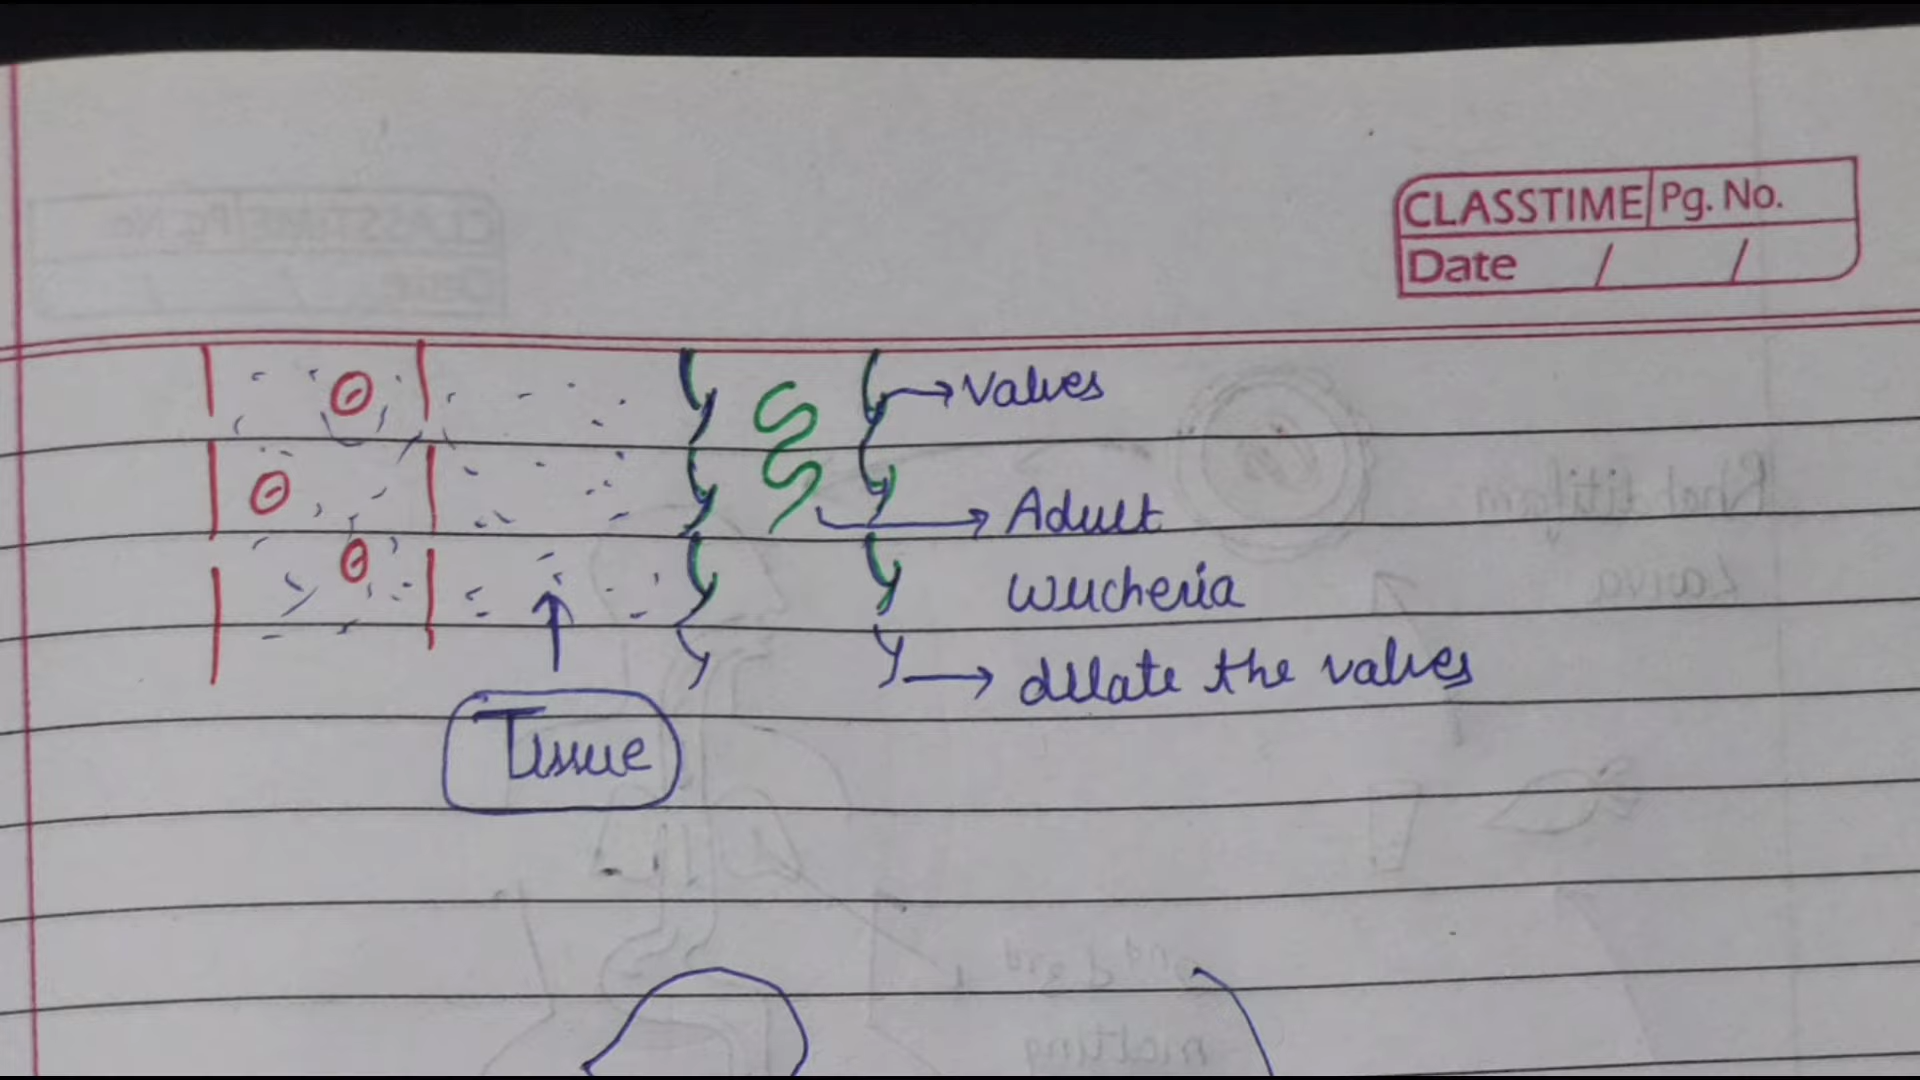 CLASSTIME Pg. No.
Date / /
Valves
Adult
Wucheria
dilate the valves
Tissue